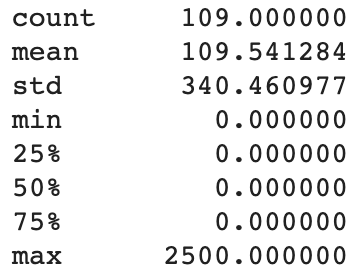 count 109.000000
mean 109.541284
std 340.460977
min 0.000000
25% 0.000000
50% 0.000000
75% 0.000000
max 2500.000000